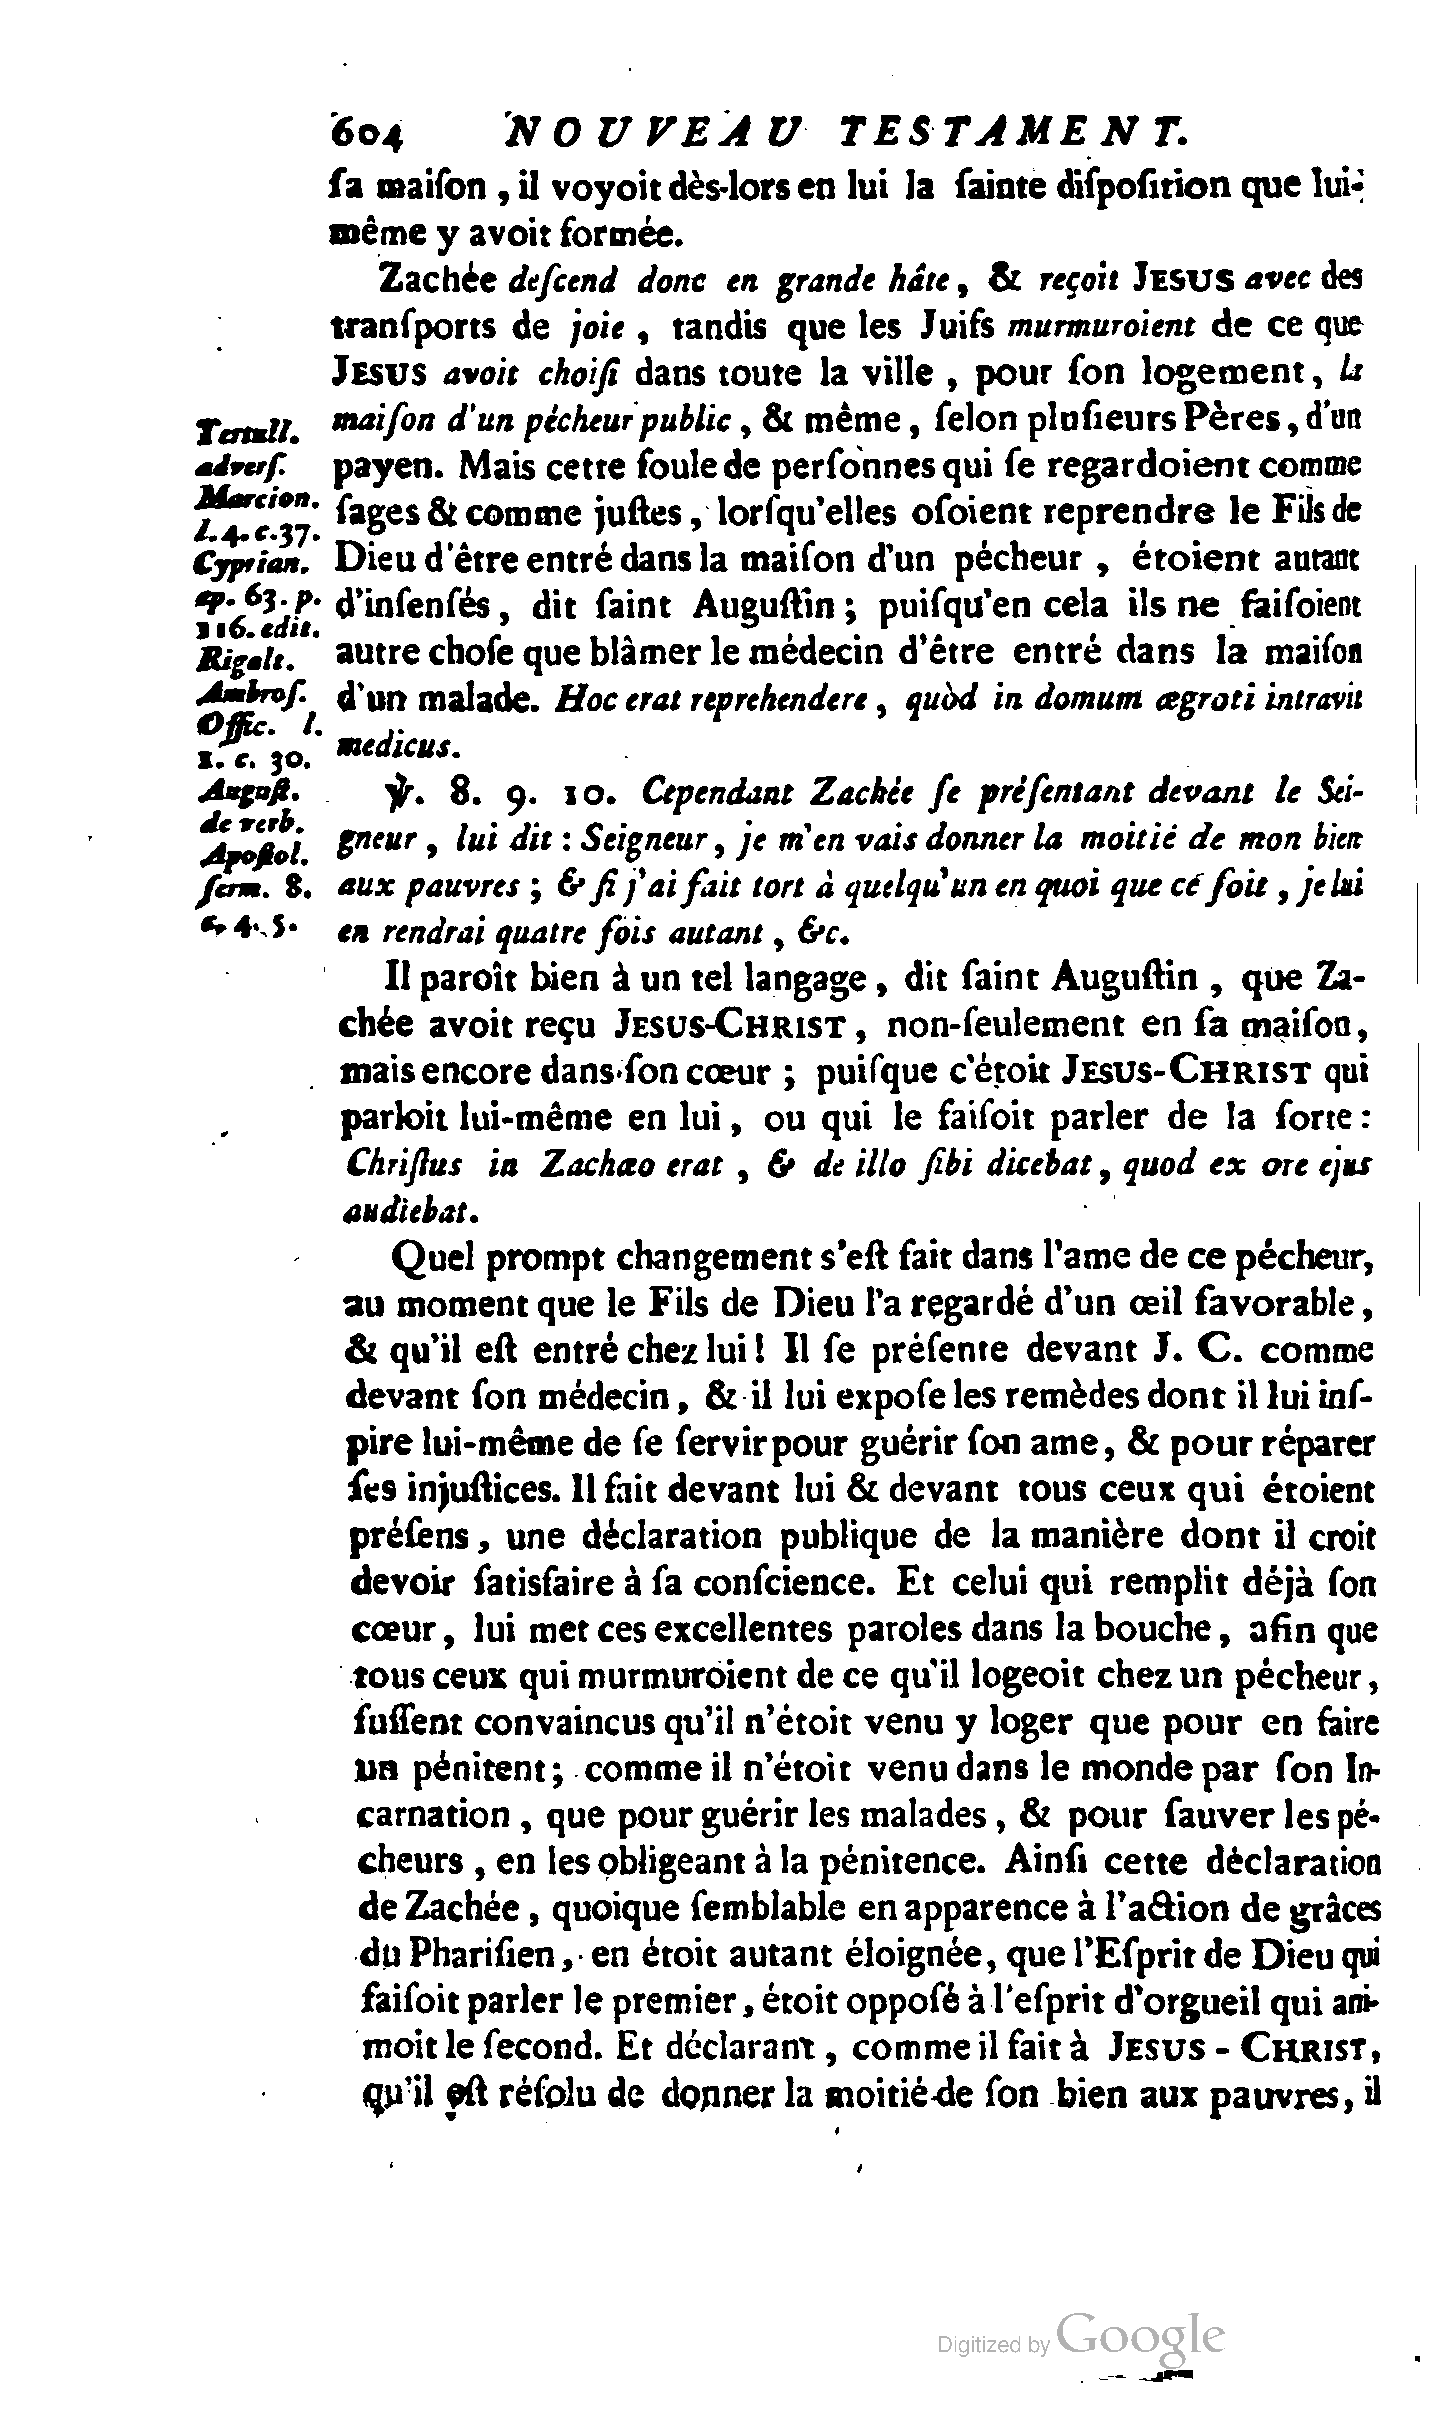 604 NOUVEAU TESTAMENT.
ſa maiſon, il voyoit dès-lors en lui la ſainte diſpoſition que lui-
même y avoit formée.
Zachée deſcend donc en grande hâte, & reçoit JESUS avec des
tranſports de joie, tandis que les Juifs murmuroient de ce que
JESUS avoit choiſi dans toute la ville, pour ſon logement, la
maiſon d'un pécheur public, & même, ſelon pluſieurs Pères, d'un
payen. Mais cette foule de perſonnes qui ſe regardoient comme
ſages & comme juſtes, lorſqu'elles oſoient reprendre le Fils de
Dieu d'être entré dans la maiſon d'un pécheur, étoient autant
d'inſenſés, dit ſaint Auguſtin; puiſqu'en cela ils ne faiſoient
autre choſe que blâmer le médecin d'être entré dans la maiſon
d'un malade. Hoc erat reprehendere, quòd in domum ægroti intravit
medicus.
Tertull.
adverſ.
Marcion.
l. 4. c. 37.
Cyprian.
ep. 63. p.
116. edit.
Rigalt.
Ambroſ.
Offic. l.
1. c. 30.
Auguſt.
de verb.
Apoſtol.
ſerm. 8.
c. 4. 5.
℣. 8. 9. 10. Cependant Zachée ſe préſentant devant le Sei-
gneur, lui dit : Seigneur, je m'en vais donner la moitié de mon bien
aux pauvres; & ſi j'ai fait tort à quelqu'un en quoi que ce ſoit, je lui
en rendrai quatre fois autant, &c.
Il paroît bien à un tel langage, dit ſaint Auguſtin, que Za-
chée avoit reçu JESUS-CHRIST, non-ſeulement en ſa maiſon,
mais encore dans ſon cœur; puiſque c'étoit JESUS-CHRIST qui
parloit lui-même en lui, ou qui le faiſoit parler de la ſorte :
Chriſtus in Zachæo erat, & de illo ſibi dicebat, quod ex ore ejus
audiebat.
Quel prompt changement s'eſt fait dans l'ame de ce pécheur,
au moment que le Fils de Dieu l'a regardé d'un œil favorable,
& qu'il eſt entré chez lui! Il ſe préſente devant J. C. comme
devant ſon médecin, & il lui expoſe les remèdes dont il lui inſ-
pire lui-même de ſe ſervir pour guérir ſon ame, & pour réparer
ſes injuſtices. Il fait devant lui & devant tous ceux qui étoient
préſens, une déclaration publique de la manière dont il croit
devoir ſatisfaire à ſa conſcience. Et celui qui remplit déjà ſon
cœur, lui met ces excellentes paroles dans la bouche, afin que
tous ceux qui murmuroient de ce qu'il logeoit chez un pécheur,
fuſſent convaincus qu'il n'étoit venu y loger que pour en faire
un pénitent; comme il n'étoit venu dans le monde par ſon In-
carnation, que pour guérir les malades, & pour ſauver les pé-
cheurs, en les obligeant à la pénitence. Ainſi cette déclaration
de Zachée, quoique ſemblable en apparence à l'action de grâces
du Phariſien, en étoit autant éloignée, que l'Eſprit de Dieu qui
faiſoit parler le premier, étoit oppoſé à l'eſprit d'orgueil qui ani-
moit le ſecond. Et déclarant, comme il fait à JESUS-CHRIST,
qu'il eſt réſolu de donner la moitié de ſon bien aux pauvres, il
Digitized by Google